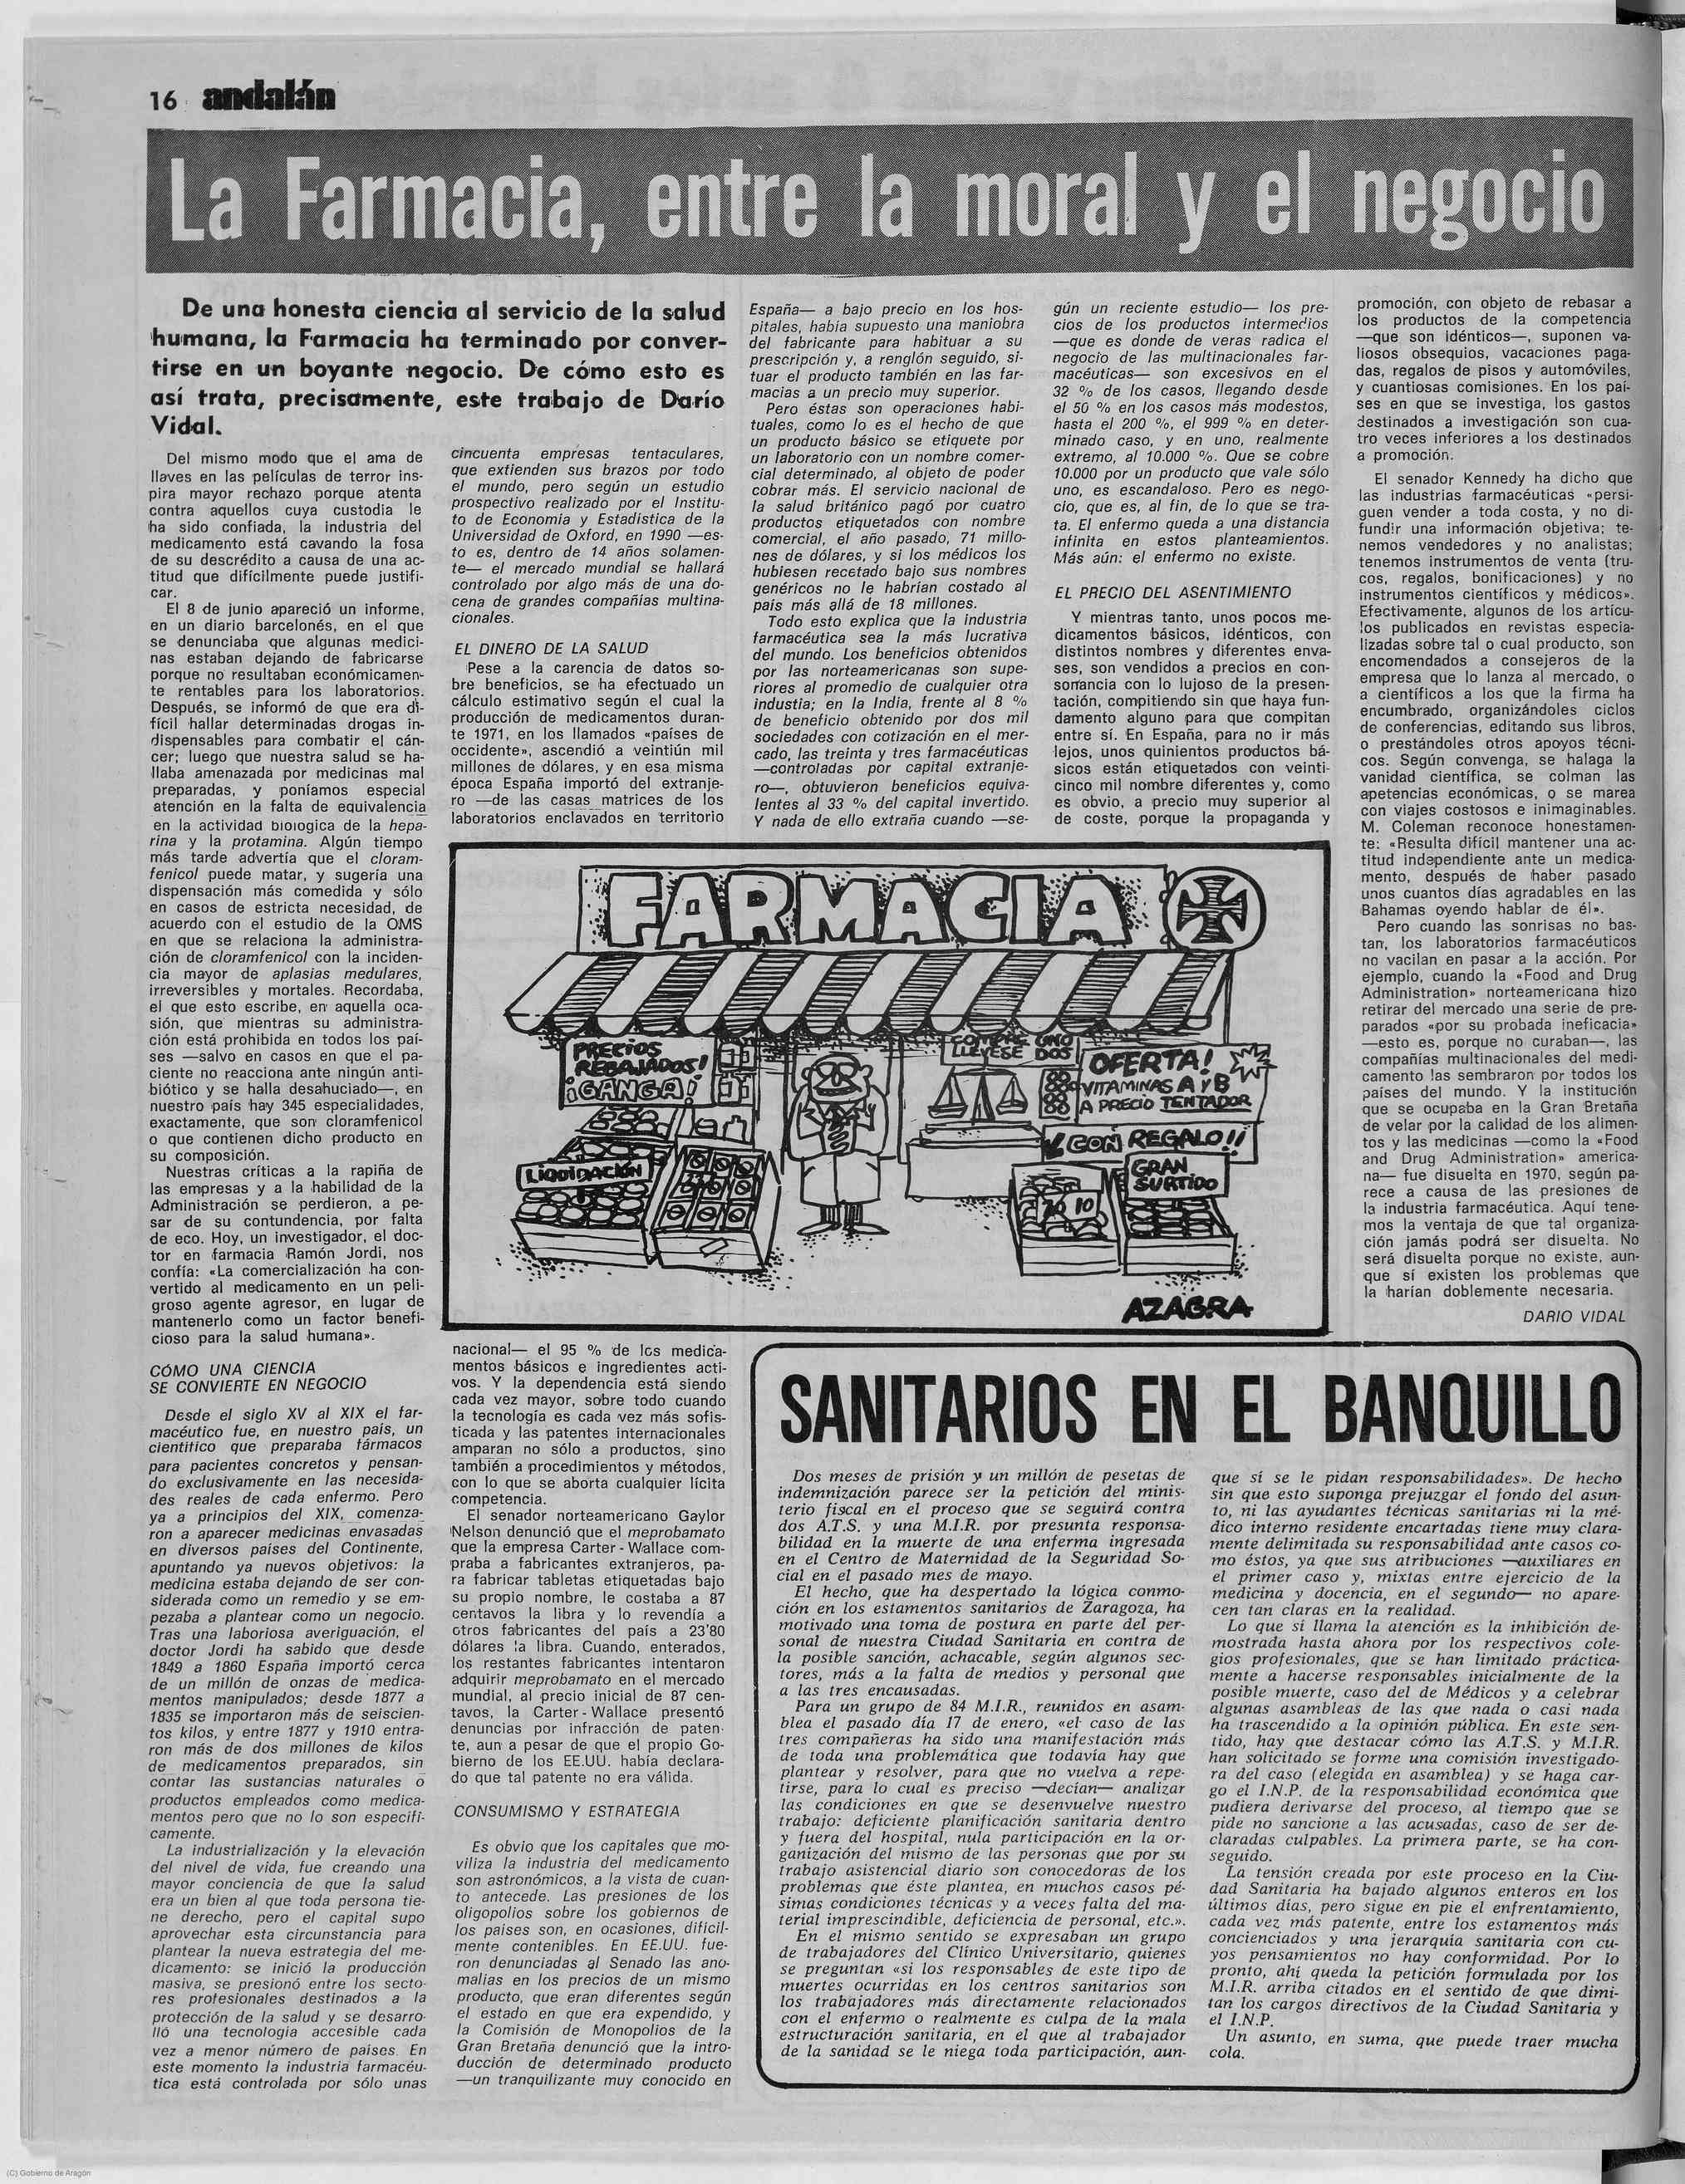 16 andalán
La Farmacia, entre la moral y el negocio
De una honesta ciencia al servicio de la salud
humana, la Farmacia ha terminado por conver-
tirse en un boyante negocio. De cómo esto es
así trata, precisamente, este trabajo de Darío
Vidal.
Del mismo modo que el ama de
llaves en las películas de terror ins-
pira mayor rechazo porque atenta
contra aquellos cuya custodia le
ha sido confiada, la industria del
medicamento está cavando la fosa
de su descrédito a causa de una ac-
titud que difícilmente puede justifi-
car.
El 8 de junio apareció un informe,
en un diario barcelonés, en el que
se denunciaba que algunas medici-
nas estaban dejando de fabricarse
porque no resultaban económicamen-
te rentables para los laboratorios.
Después, se informó de que era di-
fícil hallar determinadas drogas in-
dispensables para combatir el cán-
cer; luego que nuestra salud se ha-
llaba amenazada por medicinas mal
preparadas, y poníamos especial
atención en la falta de equivalencia
en la actividad biologica de la hepa-
rina y la protamina. Algún tiempo
más tarde advertía que el cloram-
fenicol puede matar, y sugería una
dispensación más comedida y sólo
en casos de estricta necesidad, de
acuerdo con el estudio de la OMS
en que se relaciona la administra-
ción de cloramfenicol con la inciden-
cia mayor de aplasias medulares,
irreversibles y mortales. Recordaba,
el que esto escribe, en aquella oca-
sión, que mientras su administra-
ción está prohibida en todos los paí-
ses —salvo en casos en que el pa-
ciente no reacciona ante ningún anti-
biótico y se halla desahuciado—, en
nuestro país hay 345 especialidades,
exactamente, que son cloramfenicol
o que contienen dicho producto en
su composición.
Nuestras críticas a la rapiña de
las empresas y a la habilidad de la
Administración se perdieron, a pe-
sar de su contundencia, por falta
de eco. Hoy, un investigador, el doc-
tor en farmacia Ramón Jordi, nos
confía: «La comercialización ha con-
vertido al medicamento en un peli-
groso agente agresor, en lugar de
mantenerlo como un factor benefi-
cioso para la salud humana».
CÓMO UNA CIENCIA
SE CONVIERTE EN NEGOCIO
Desde el siglo XV al XIX el far-
macéutico fue, en nuestro país, un
científico que preparaba fármacos
para pacientes concretos y pensan-
do exclusivamente en las necesida-
des reales de cada enfermo. Pero
ya a principios del XIX, comenza-
ron a aparecer medicinas envasadas
en diversos países del Continente,
apuntando ya nuevos objetivos: la
medicina estaba dejando de ser con-
siderada como un remedio y se em-
pezaba a plantear como un negocio.
Tras una laboriosa averiguación, el
doctor Jordi ha sabido que desde
1849 a 1860 España importó cerca
de un millón de onzas de medica-
mentos manipulados; desde 1877 a
1835 se importaron más de seiscien-
tos kilos, y entre 1877 y 1910 entra-
ron más de dos millones de kilos
de medicamentos preparados, sin
contar las sustancias naturales o
productos empleados como medica-
mentos pero que no lo son específi-
camente.
La industrialización y la elevación
del nivel de vida, fue creando una
mayor conciencia de que la salud
era un bien al que toda persona tie-
ne derecho, pero el capital supo
aprovechar esta circunstancia para
plantear la nueva estrategia del me-
dicamento: se inició la producción
masiva, se presionó entre los secto-
res profesionales destinados a la
protección de la salud y se desarro-
lló una tecnología accesible cada
vez a menor número de países. En
este momento la industria farmacéu-
tica está controlada por sólo unas
cincuenta empresas tentaculares,
que extienden sus brazos por todo
el mundo, pero según un estudio
prospectivo realizado por el Institu-
to de Economía y Estadística de la
Universidad de Oxford, en 1990 —es-
to es, dentro de 14 años solamen-
te— el mercado mundial se hallará
controlado por algo más de una do-
cena de grandes compañías multina-
cionales.
EL DINERO DE LA SALUD
Pese a la carencia de datos so-
bre beneficios, se ha efectuado un
cálculo estimativo según el cual la
producción de medicamentos duran-
te 1971, en los llamados «países de
occidente», ascendió a veintiún mil
millones de dólares, y en esa misma
época España importó del extranje-
ro —de las casas matrices de los
laboratorios enclavados en territorio
nacional— el 95 % de los medica-
mentos básicos e ingredientes acti-
vos. Y la dependencia está siendo
cada vez mayor, sobre todo cuando
la tecnología es cada vez más sofis-
ticada y las patentes internacionales
amparan no sólo a productos, sino
también a procedimientos y métodos,
con lo que se aborta cualquier lícita
competencia.
El senador norteamericano Gaylor
Nelson denunció que el meprobamato
que la empresa Carter-Wallace com-
praba a fabricantes extranjeros, pa-
ra fabricar tabletas etiquetadas bajo
su propio nombre, le costaba a 87
centavos la libra y lo revendía a
otros fabricantes del país a 23'80
dólares la libra. Cuando, enterados,
los restantes fabricantes intentaron
adquirir meprobamato en el mercado
mundial, al precio inicial de 87 cen-
tavos, la Carter-Wallace presentó
denuncias por infracción de paten-
te, aun a pesar de que el propio Go-
bierno de los EE.UU. había declara-
do que tal patente no era válida.
CONSUMISMO Y ESTRATEGIA
Es obvio que los capitales que mo-
viliza la industria del medicamento
son astronómicos, a la vista de cuan-
to antecede. Las presiones de los
oligopolios sobre los gobiernos de
los países son, en ocasiones, difícil-
mente contenibles. En EE.UU. fue-
ron denunciadas al Senado las ano-
malías en los precios de un mismo
producto, que eran diferentes según
el estado en que era expendido, y
la Comisión de Monopolios de la
Gran Bretaña denunció que la intro-
ducción de determinado producto
—un tranquilizante muy conocido en
España— a bajo precio en los hos-
pitales, había supuesto una maniobra
del fabricante para habituar a su
prescripción y, a renglón seguido, si-
tuar el producto también en las far-
macias a un precio muy superior.
Pero éstas son operaciones habi-
tuales, como lo es el hecho de que
un producto básico se etiquete por
un laboratorio con un nombre comer-
cial determinado, al objeto de poder
cobrar más. El servicio nacional de
la salud británico pagó por cuatro
productos etiquetados con nombre
comercial, el año pasado, 71 millo-
nes de dólares, y si los médicos los
hubiesen recetado bajo sus nombres
genéricos no le habrían costado al
país más allá de 18 millones.
Todo esto explica que la industria
farmacéutica sea la más lucrativa
del mundo. Los beneficios obtenidos
por las norteamericanas son supe-
riores al promedio de cualquier otra
industia; en la India, frente al 8 %
de beneficio obtenido por dos mil
sociedades con cotización en el mer-
cado, las treinta y tres farmacéuticas
—controladas por capital extranje-
ro—, obtuvieron beneficios equiva-
lentes al 33 % del capital invertido.
Y nada de ello extraña cuando —se-
gún un reciente estudio— los pre-
cios de los productos intermedios
—que es donde de veras radica el
negocio de las multinacionales far-
macéuticas— son excesivos en el
32 % de los casos, llegando desde
el 50 % en los casos más modestos,
hasta el 200 %, el 999 % en deter-
minado caso, y en uno, realmente
extremo, al 10.000 %. Que se cobre
10.000 por un producto que vale sólo
uno, es escandaloso. Pero es nego-
cio, que es, al fin, de lo que se tra-
ta. El enfermo queda a una distancia
infinita en estos planteamientos.
Más aún: el enfermo no existe.
EL PRECIO DEL ASENTIMIENTO
Y mientras tanto, unos pocos me-
dicamentos básicos, idénticos, con
distintos nombres y diferentes enva-
ses, son vendidos a precios en con-
sonancia con lo lujoso de la presen-
tación, compitiendo sin que haya fun-
damento alguno para que compitan
entre sí. En España, para no ir más
lejos, unos quinientos productos bá-
sicos están etiquetados con veinti-
cinco mil nombre diferentes y, como
es obvio, a precio muy superior al
de coste, porque la propaganda y
promoción, con objeto de rebasar a
los productos de la competencia
—que son idénticos—, suponen va-
liosos obsequios, vacaciones paga-
das, regalos de pisos y automóviles,
y cuantiosas comisiones. En los paí-
ses en que se investiga, los gastos
destinados a investigación son cua-
tro veces inferiores a los destinados
a promoción.
El senador Kennedy ha dicho que
las industrias farmacéuticas «persi-
guen vender a toda costa, y no di-
fundir una información objetiva; te-
nemos vendedores y no analistas;
tenemos instrumentos de venta (tru-
cos, regalos, bonificaciones) y no
instrumentos científicos y médicos».
Efectivamente, algunos de los artícu-
los publicados en revistas especia-
lizadas sobre tal o cual producto, son
encomendados a consejeros de la
empresa que lo lanza al mercado, o
a científicos a los que la firma ha
encumbrado, organizándoles ciclos
de conferencias, editando sus libros,
o prestándoles otros apoyos técni-
cos. Según convenga, se halaga la
vanidad científica, se colman las
apetencias económicas, o se marea
con viajes costosos e inimaginables.
M. Coleman reconoce honestamen-
te: «Resulta difícil mantener una ac-
titud independiente ante un medica-
mento, después de haber pasado
unos cuantos días agradables en las
Bahamas oyendo hablar de él».
Pero cuando las sonrisas no bas-
tan, los laboratorios farmacéuticos
no vacilan en pasar a la acción. Por
ejemplo, cuando la «Food and Drug
Administration» norteamericana hizo
retirar del mercado una serie de pre-
parados «por su probada ineficacia»
—esto es, porque no curaban—, las
compañías multinacionales del medi-
camento las sembraron por todos los
países del mundo. Y la institución
que se ocupaba en la Gran Bretaña
de velar por la calidad de los alimen-
tos y las medicinas —como la «Food
and Drug Administration» america-
na— fue disuelta en 1970, según pa-
rece a causa de las presiones de
la industria farmacéutica. Aquí tene-
mos la ventaja de que tal organiza-
ción jamás podrá ser disuelta. No
será disuelta porque no existe, aun-
que sí existen los problemas que
la harían doblemente necesaria.
DARIO VIDAL
FARMACIA
PRECIOS
REBAJADOS!
¡GANGA!
COMPRE UNO
LLEVESE DOS
OFERTA!
VITAMINAS A Y B
A PRECIO TENTADOR
Y CON REGALO!!
LIQUIDACIÓN
GRAN
SURTIDO
20 10
AZAGRA
SANITARIOS EN EL BANQUILLO
Dos meses de prisión y un millón de pesetas de
indemnización parece ser la petición del minis-
terio fiscal en el proceso que se seguirá contra
dos A.T.S. y una M.I.R. por presunta responsa-
bilidad en la muerte de una enferma ingresada
en el Centro de Maternidad de la Seguridad So-
cial en el pasado mes de mayo.
El hecho, que ha despertado la lógica conmo-
ción en los estamentos sanitarios de Zaragoza, ha
motivado una toma de postura en parte del per-
sonal de nuestra Ciudad Sanitaria en contra de
la posible sanción, achacable, según algunos sec-
tores, más a la falta de medios y personal que
a las tres encausadas.
Para un grupo de 84 M.I.R., reunidos en asam-
blea el pasado día 17 de enero, «el caso de las
tres compañeras ha sido una manifestación más
de toda una problemática que todavía hay que
plantear y resolver, para que no vuelva a repe-
tirse, para lo cual es preciso —decían— analizar
las condiciones en que se desenvuelve nuestro
trabajo: deficiente planificación sanitaria dentro
y fuera del hospital, nula participación en la or-
ganización del mismo de las personas que por su
trabajo asistencial diario son conocedoras de los
problemas que éste plantea, en muchos casos pé-
simas condiciones técnicas y a veces falta del ma-
terial imprescindible, deficiencia de personal, etc.».
En el mismo sentido se expresaban un grupo
de trabajadores del Clínico Universitario, quienes
se preguntan «si los responsables de este tipo de
muertes ocurridas en los centros sanitarios son
los trabajadores más directamente relacionados
con el enfermo o realmente es culpa de la mala
estructuración sanitaria, en el que al trabajador
de la sanidad se le niega toda participación, aun-
que sí se le pidan responsabilidades». De hecho
sin que esto suponga prejuzgar el fondo del asun-
to, ni las ayudantes técnicas sanitarias ni la mé-
dico interno residente encartadas tiene muy clara-
mente delimitada su responsabilidad ante casos co-
mo éstos, ya que sus atribuciones —auxiliares en
el primer caso y, mixtas entre ejercicio de la
medicina y docencia, en el segundo— no apare-
cen tan claras en la realidad.
Lo que sí llama la atención es la inhibición de-
mostrada hasta ahora por los respectivos cole-
gios profesionales, que se han limitado práctica-
mente a hacerse responsables inicialmente de la
posible muerte, caso del de Médicos y a celebrar
algunas asambleas de las que nada o casi nada
ha trascendido a la opinión pública. En este sen-
tido, hay que destacar cómo las A.T.S. y M.I.R.
han solicitado se forme una comisión investigado-
ra del caso (elegida en asamblea) y se haga car-
go el I.N.P. de la responsabilidad económica que
pudiera derivarse del proceso, al tiempo que se
pide no sancione a las acusadas, caso de ser de-
claradas culpables. La primera parte, se ha con-
seguido.
La tensión creada por este proceso en la Ciu-
dad Sanitaria ha bajado algunos enteros en los
últimos días, pero sigue en pie el enfrentamiento,
cada vez más patente, entre los estamentos más
concienciados y una jerarquía sanitaria con cu-
yos pensamientos no hay conformidad. Por lo
pronto, ahí queda la petición formulada por los
M.I.R. arriba citados en el sentido de que dimi-
tan los cargos directivos de la Ciudad Sanitaria y
el I.N.P.
Un asunto, en suma, que puede traer mucha
cola.
(C) Gobierno de Aragón